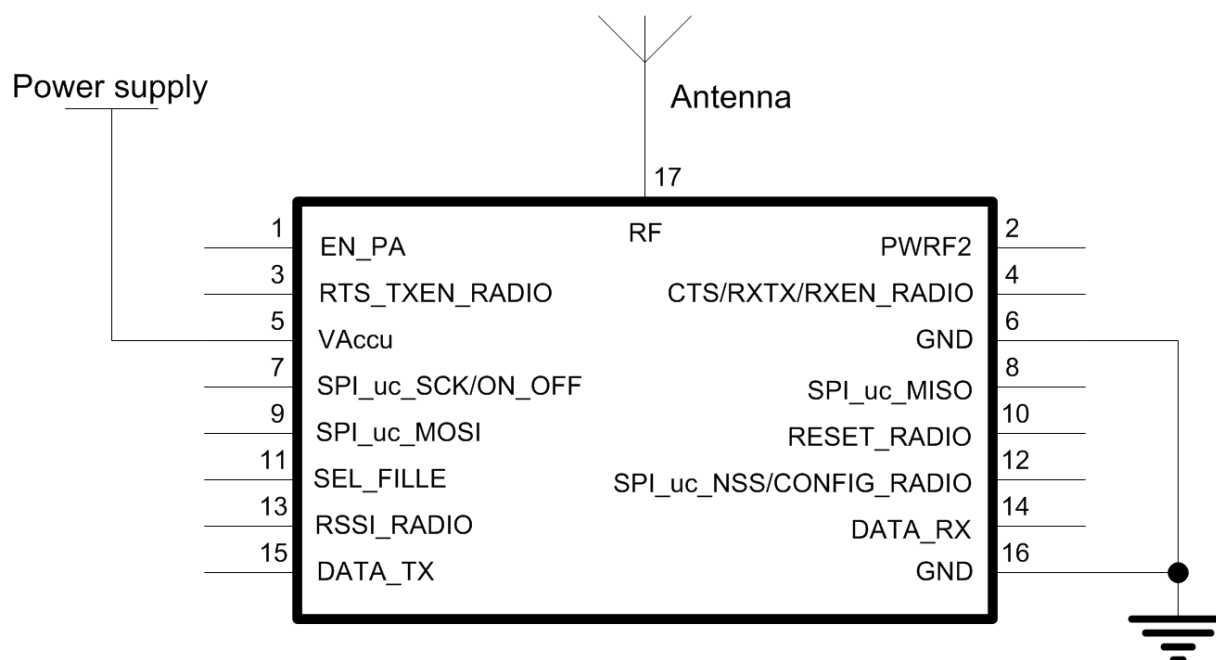 Power supply
Antenna
17
RF
1 EN_PA PWRF2 2
3 RTS_TXEN_RADIO CTS/RXTX/RXEN_RADIO 4
5 VAccu GND 6
7 SPI_uc_SCK/ON_OFF SPI_uc_MISO 8
9 SPI_uc_MOSI RESET_RADIO 10
11 SEL_FILLE SPI_uc_NSS/CONFIG_RADIO 12
13 RSSI_RADIO DATA_RX 14
15 DATA_TX GND 16